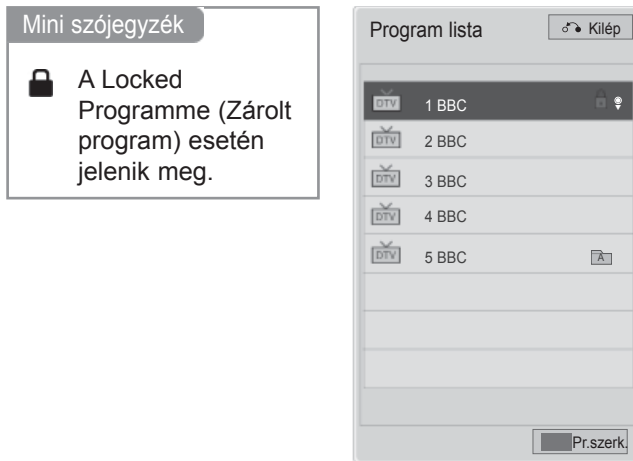 Mini szójegyzék
A Locked
Programme (Zárolt
program) esetén
jelenik meg.
Program lista
Kilép
DTV 1 BBC
DTV 2 BBC
DTV 3 BBC
DTV 4 BBC
DTV 5 BBC A
Pr.szerk.